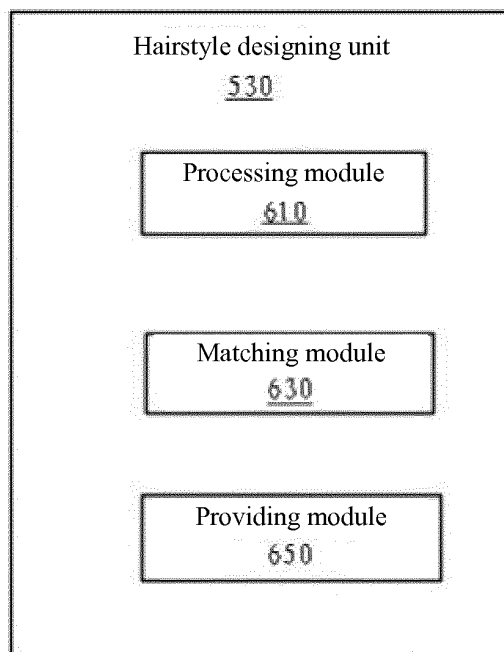 Hairstyle designing unit
530
Processing module
610
Matching module
630
Providing module
650